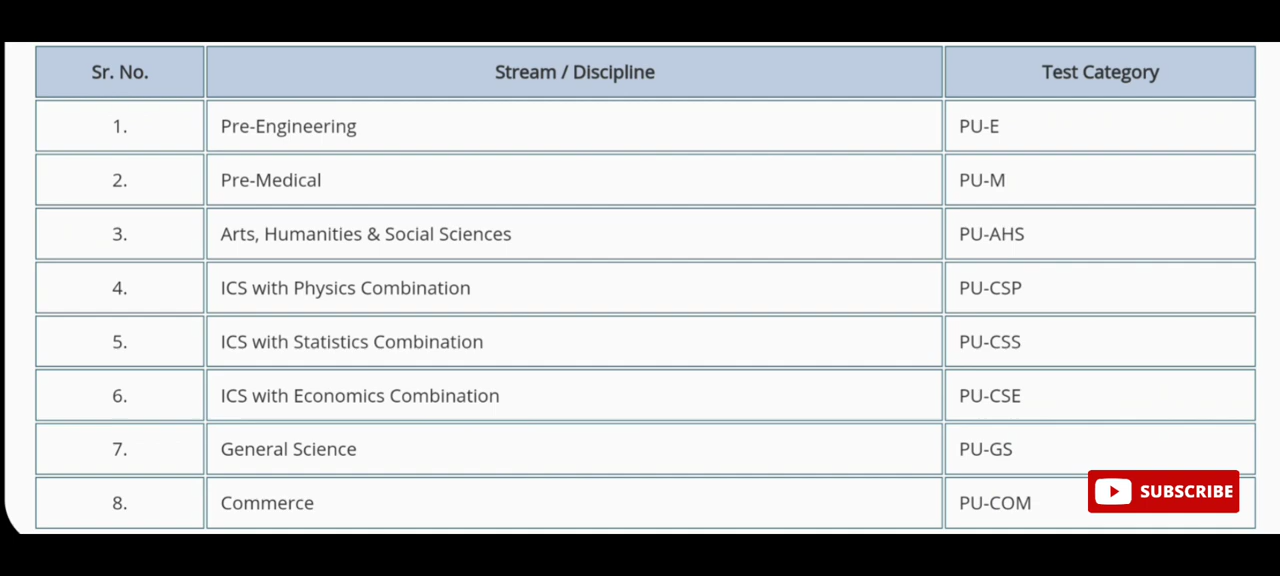 Sr. No. Stream / Discipline Test Category
1. Pre-Engineering PU-E
2. Pre-Medical PU-M
3. Arts, Humanities & Social Sciences PU-AHS
4. ICS with Physics Combination PU-CSP
5. ICS with Statistics Combination PU-CSS
6. ICS with Economics Combination PU-CSE
7. General Science PU-GS
8. Commerce PU-COM
SUBSCRIBE